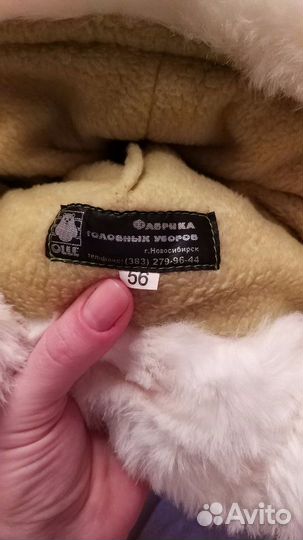 Фабрика
головных уборов
г.Новосибирск
телефон:(383) 279-96-44
56
Avito